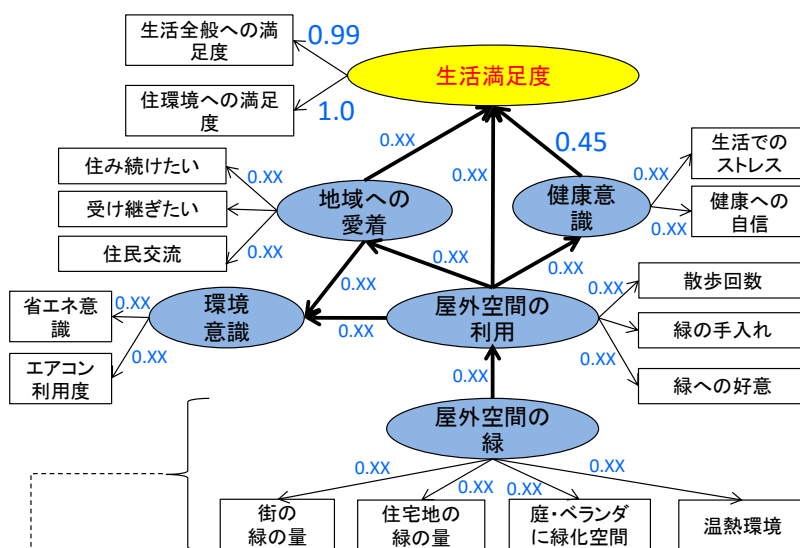 生活全般への満
足度
0.99
生活満足度
住環境への満足
度
1.0
0.XX
0.XX
0.45
生活での
ストレス
0.XX
健康への
自信
0.XX
住み続けたい
0.XX
受け継ぎたい
住民交流
0.XX
地域への
愛着
健康意
識
0.XX
0.XX
0.XX
散歩回数
0.XX
緑の手入れ
緑への好意
0.XX
省エネ意
識
0.XX
エアコン
利用度
0.XX
環境
意識
0.XX
屋外空間の
利用
0.XX
屋外空間の
緑
0.XX
0.XX
0.XX
0.XX
街の
緑の量
住宅地の
緑の量
庭・ベランダ
に緑化空間
温熱環境